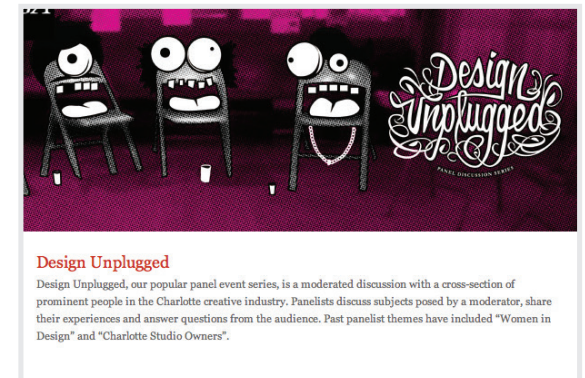 Design
Unplugged
PANEL DISCUSSION SERIES
Design Unplugged
Design Unplugged, our popular panel event series, is a moderated discussion with a cross-section of
prominent people in the Charlotte creative industry. Panelists discuss subjects posed by a moderator, share
their experiences and answer questions from the audience. Past panelist themes have included “Women in
Design” and “Charlotte Studio Owners”.